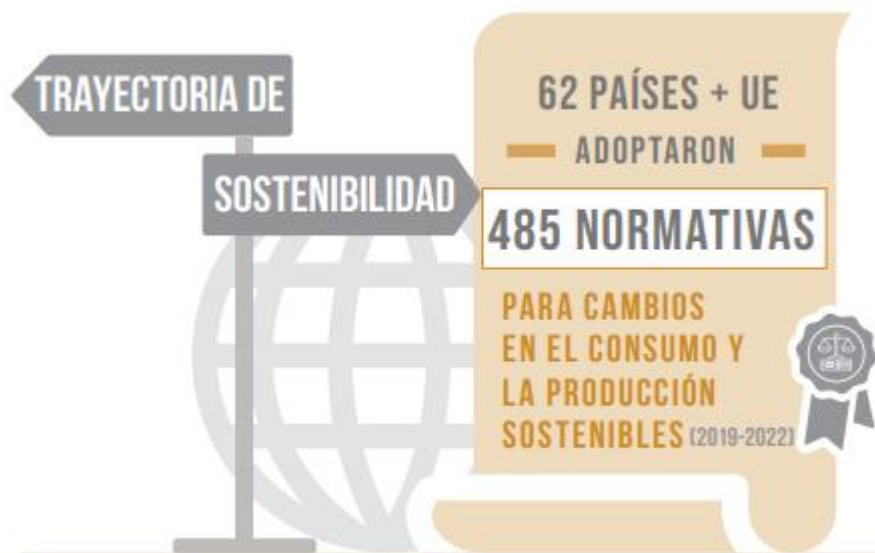 TRAYECTORIA DE
SOSTENIBILIDAD
62 PAÍSES + UE
ADOPTARON
485 NORMATIVAS
PARA CAMBIOS
EN EL CONSUMO Y
LA PRODUCCIÓN
SOSTENIBLES (2019-2022)